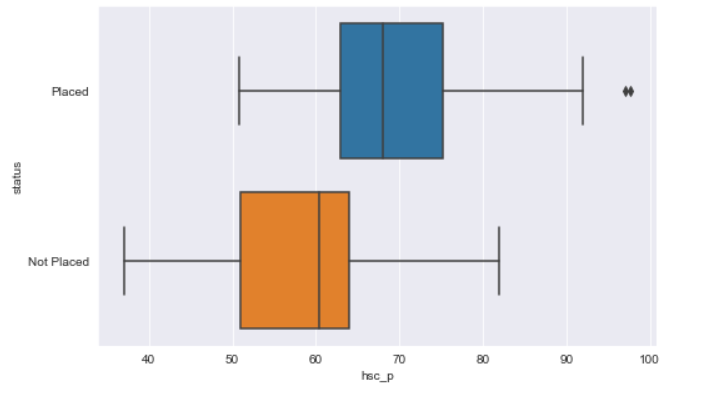 Placed
status
Not Placed
40 50 60 70 80 90 100
hsc_p